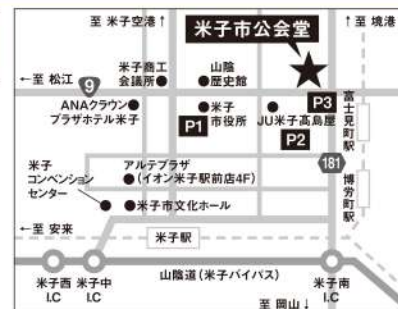 至 米子空港↑
↑至 境港
米子市公会堂
米子商工
会議所
山陰
歴史館
←至 松江
9
ANAクラウン
プラザホテル米子
P1
米子
市役所
JU米子髙島屋
P2
P3
富士見町駅
181
博労町駅
米子
コンベンション
センター
アルテプラザ
(イオン米子駅前店4F)
米子市文化ホール
←至 安来
米子駅
山陰道(米子バイパス)
米子西
I.C
米子中
I.C
米子南
I.C
至 岡山↓